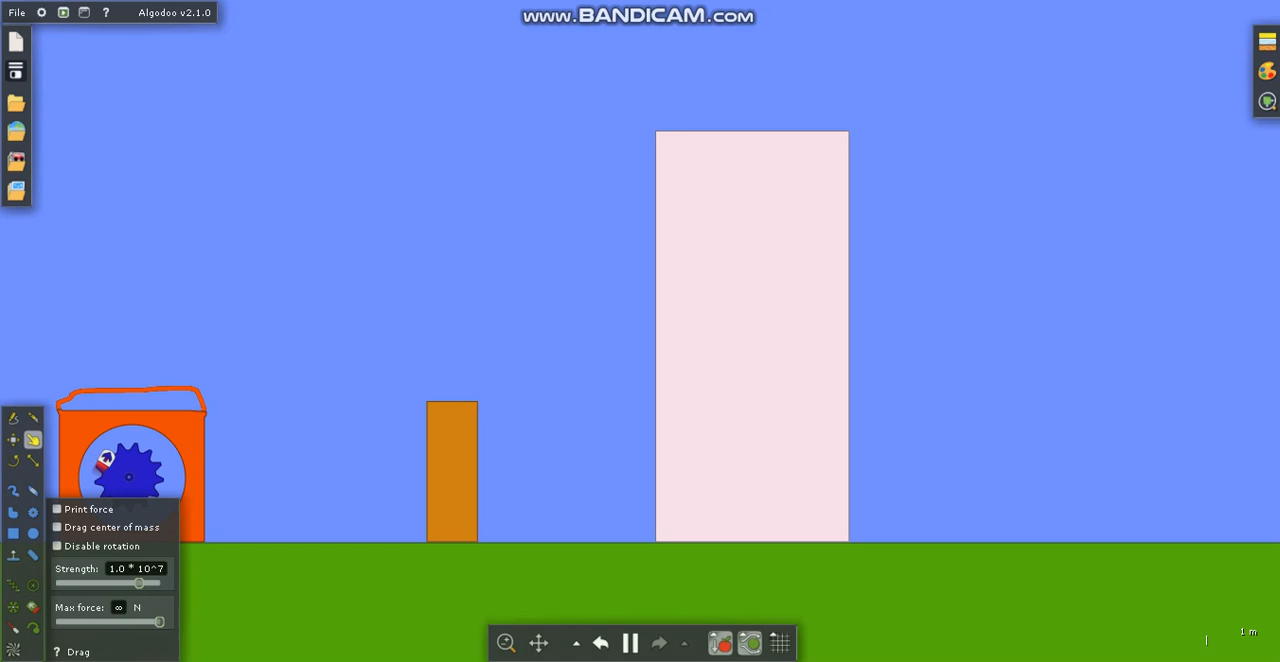 File ? Algodoo v2.1.0
www.BANDICAM.COM
Print force
Drag center of mass
Disable rotation
Strength: 1.0 * 10^7
Max force: ∞ N
? Drag
1 m